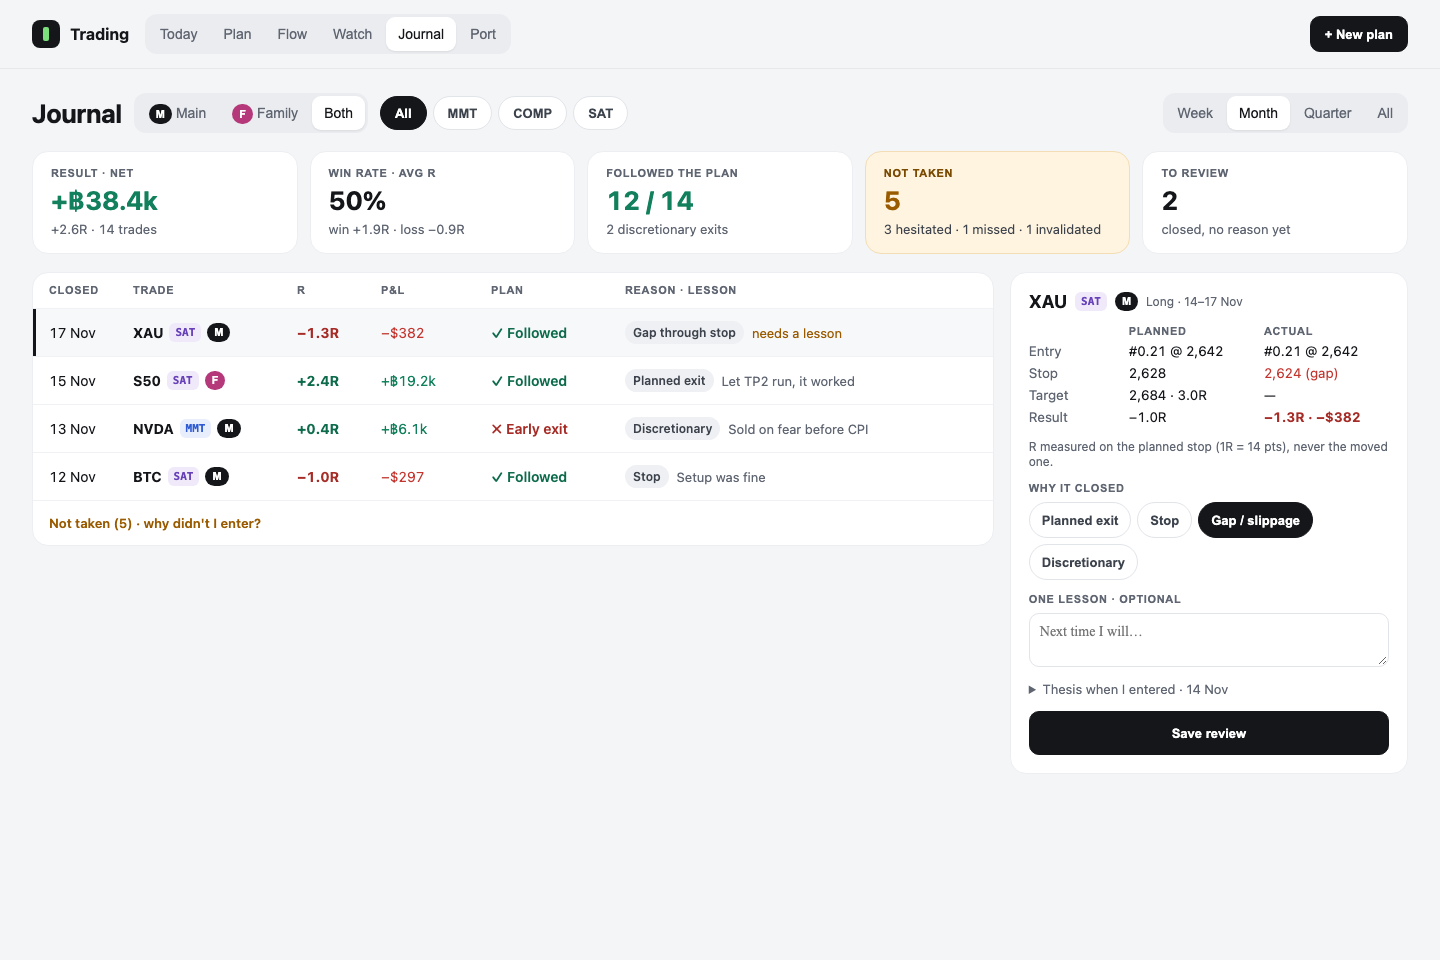 Trading
Today Plan Flow Watch Journal Port
+ New plan
Journal
M Main F Family Both
All MMT COMP SAT
Week Month Quarter All
RESULT · NET
+฿38.4k
+2.6R · 14 trades
WIN RATE · AVG R
50%
win +1.9R · loss −0.9R
FOLLOWED THE PLAN
12 / 14
2 discretionary exits
NOT TAKEN
5
3 hesitated · 1 missed · 1 invalidated
TO REVIEW
2
closed, no reason yet
CLOSED TRADE R P&L PLAN REASON · LESSON
17 Nov XAU SAT M −1.3R −$382 ✓ Followed Gap through stop needs a lesson
15 Nov S50 SAT F +2.4R +฿19.2k ✓ Followed Planned exit Let TP2 run, it worked
13 Nov NVDA MMT M +0.4R +฿6.1k ✕ Early exit Discretionary Sold on fear before CPI
12 Nov BTC SAT M −1.0R −$297 ✓ Followed Stop Setup was fine
Not taken (5) · why didn't I enter?
XAU SAT M Long · 14–17 Nov
PLANNED ACTUAL
Entry #0.21 @ 2,642 #0.21 @ 2,642
Stop 2,628 2,624 (gap)
Target 2,684 · 3.0R —
Result −1.0R −1.3R · −$382
R measured on the planned stop (1R = 14 pts), never the moved
one.
WHY IT CLOSED
Planned exit Stop Gap / slippage
Discretionary
ONE LESSON · OPTIONAL
Next time I will…
▶ Thesis when I entered · 14 Nov
Save review